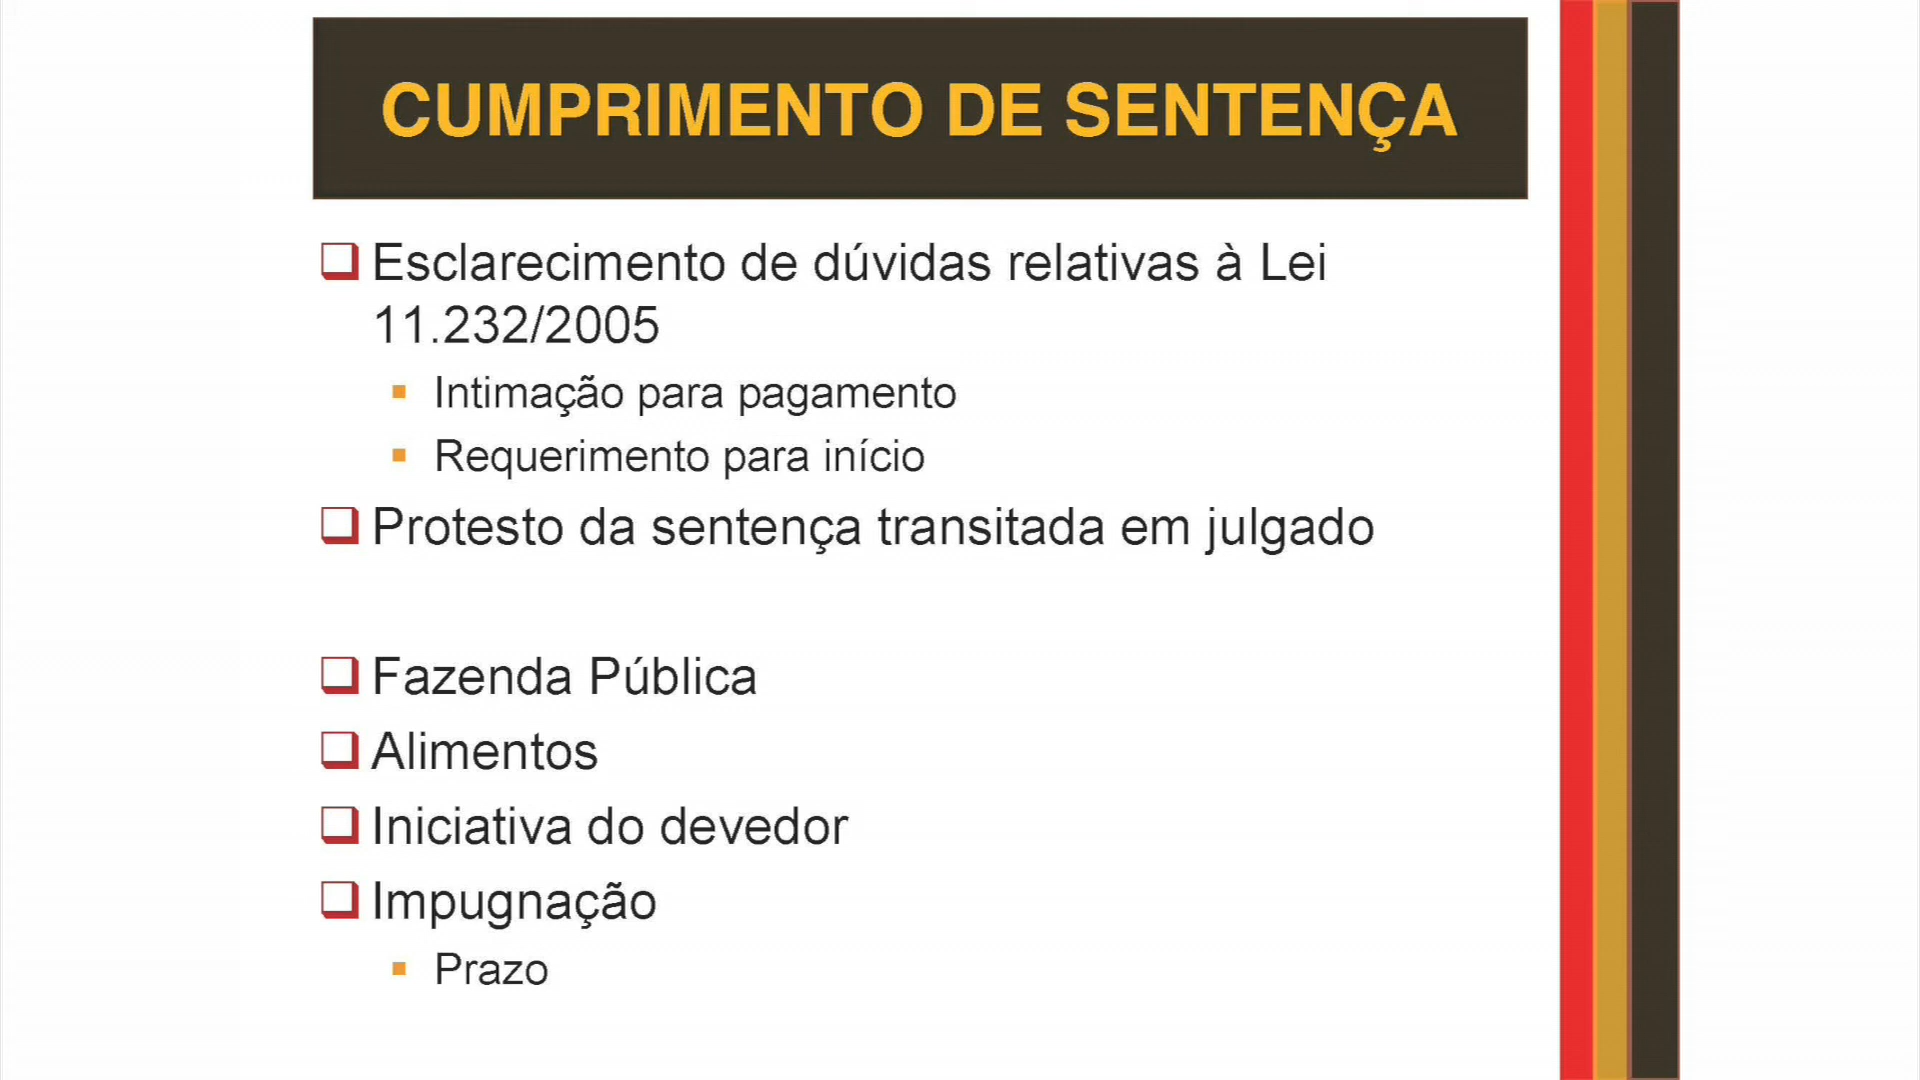 CUMPRIMENTO DE SENTENÇA
Esclarecimento de dúvidas relativas à Lei
11.232/2005
Intimação para pagamento
Requerimento para início
Protesto da sentença transitada em julgado
Fazenda Pública
Alimentos
Iniciativa do devedor
Impugnação
Prazo